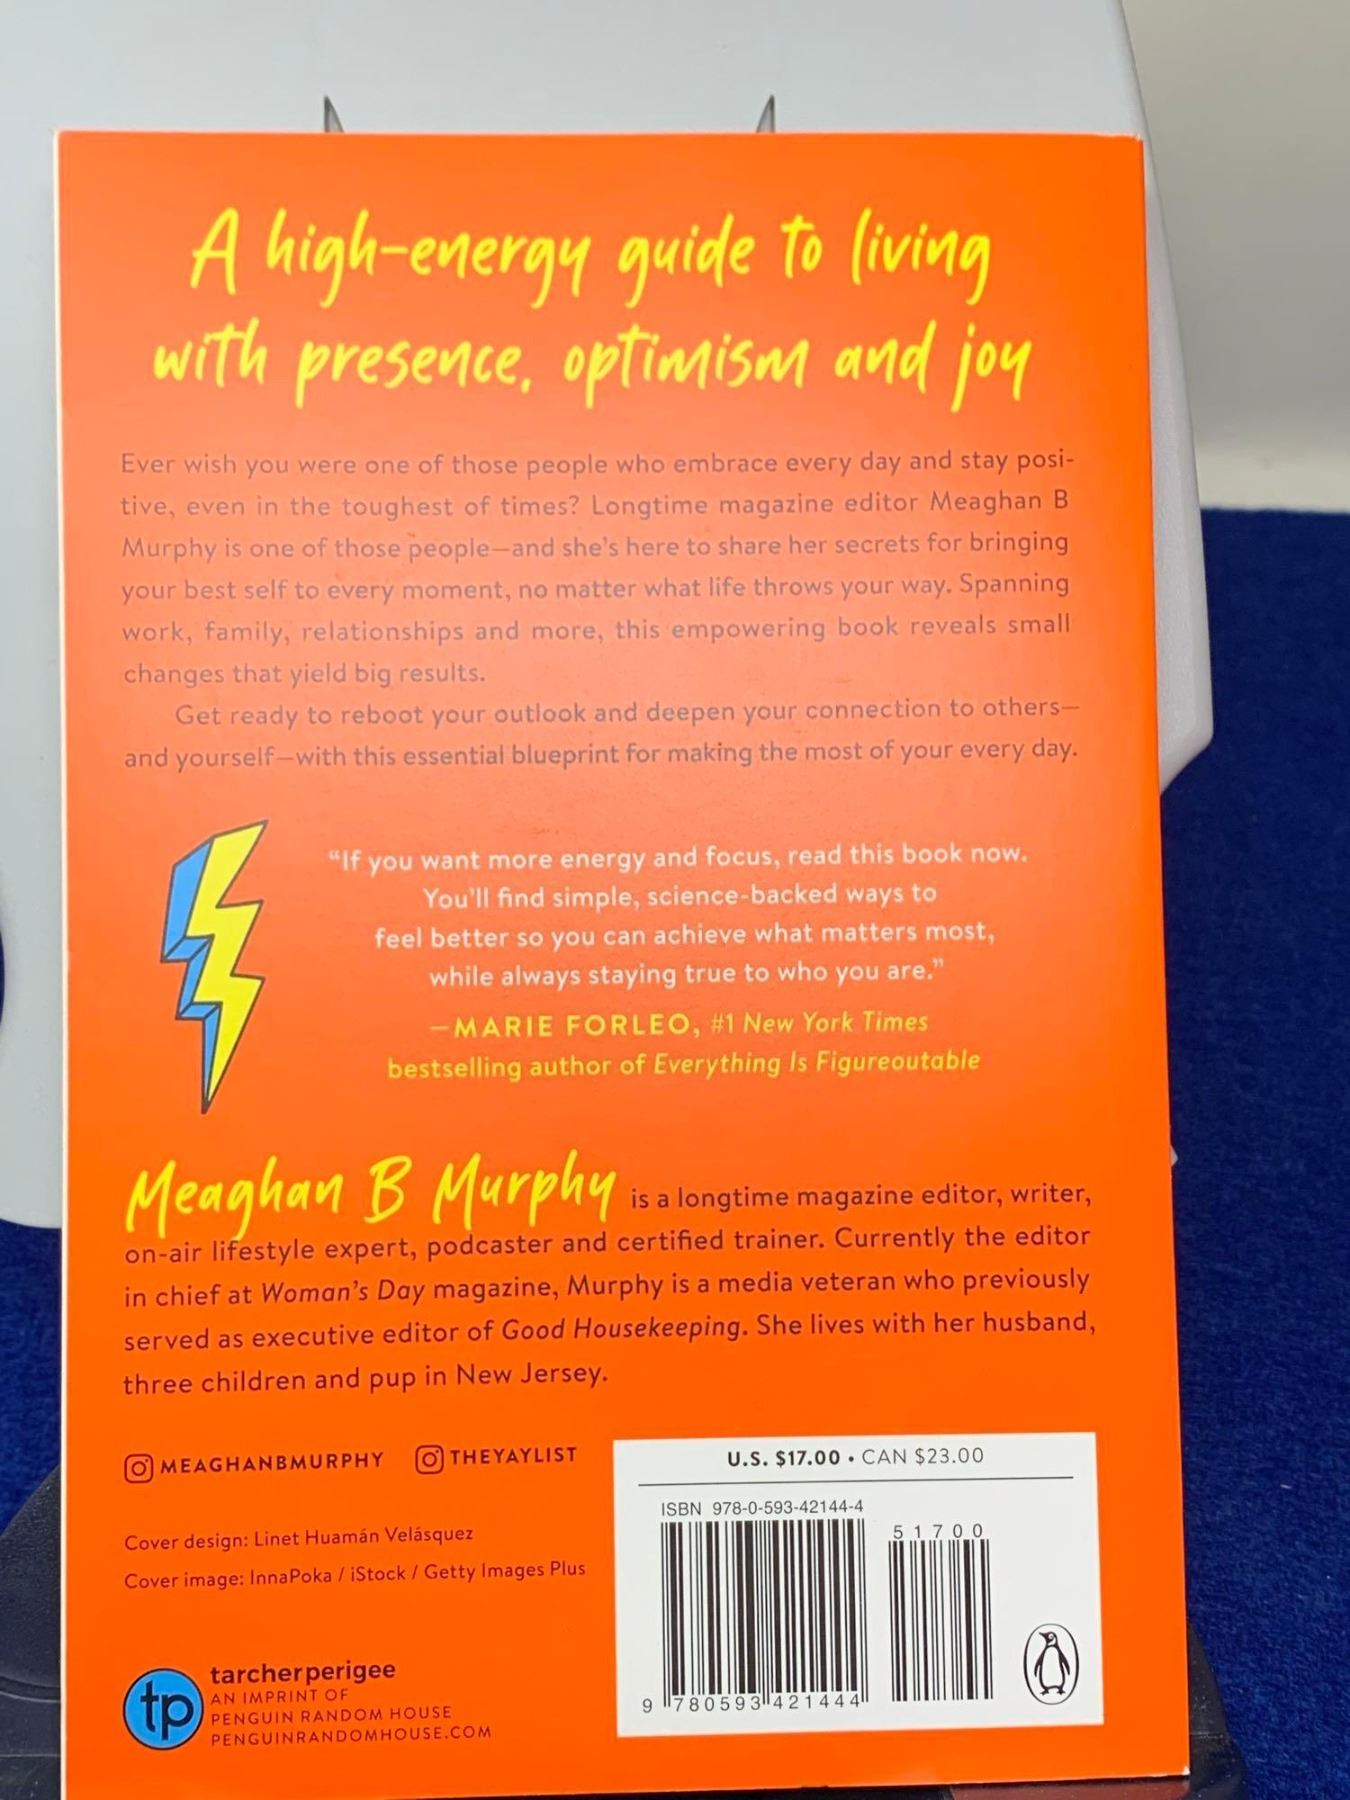 A high-energy guide to living
with presence, optimism and joy
Ever wish you were one of those people who embrace every day and stay posi-
tive, even in the toughest of times? Longtime magazine editor Meaghan B
Murphy is one of those people—and she's here to share her secrets for bringing
your best self to every moment, no matter what life throws your way. Spanning
work, family, relationships and more, this empowering book reveals small
changes that yield big results.
Get ready to reboot your outlook and deepen your connection to others—
and yourself—with this essential blueprint for making the most of your every day.
“If you want more energy and focus, read this book now.
You'll find simple, science-backed ways to
feel better so you can achieve what matters most,
while always staying true to who you are.”
—MARIE FORLEO, #1 New York Times
bestselling author of Everything Is Figureoutable
Meaghan B Murphy is a longtime magazine editor, writer,
on-air lifestyle expert, podcaster and certified trainer. Currently the editor
in chief at Woman's Day magazine, Murphy is a media veteran who previously
served as executive editor of Good Housekeeping. She lives with her husband,
three children and pup in New Jersey.
MEAGHANBMURPHY THEYAYLIST
Cover design: Linet Huamán Velásquez
Cover image: InnaPoka / iStock / Getty Images Plus
tp
tarcherperigee
AN IMPRINT OF
PENGUIN RANDOM HOUSE
PENGUINRANDOMHOUSE.COM
U.S. $17.00 • CAN $23.00
ISBN 978-0-593-42144-4
51700
9 780593 421444